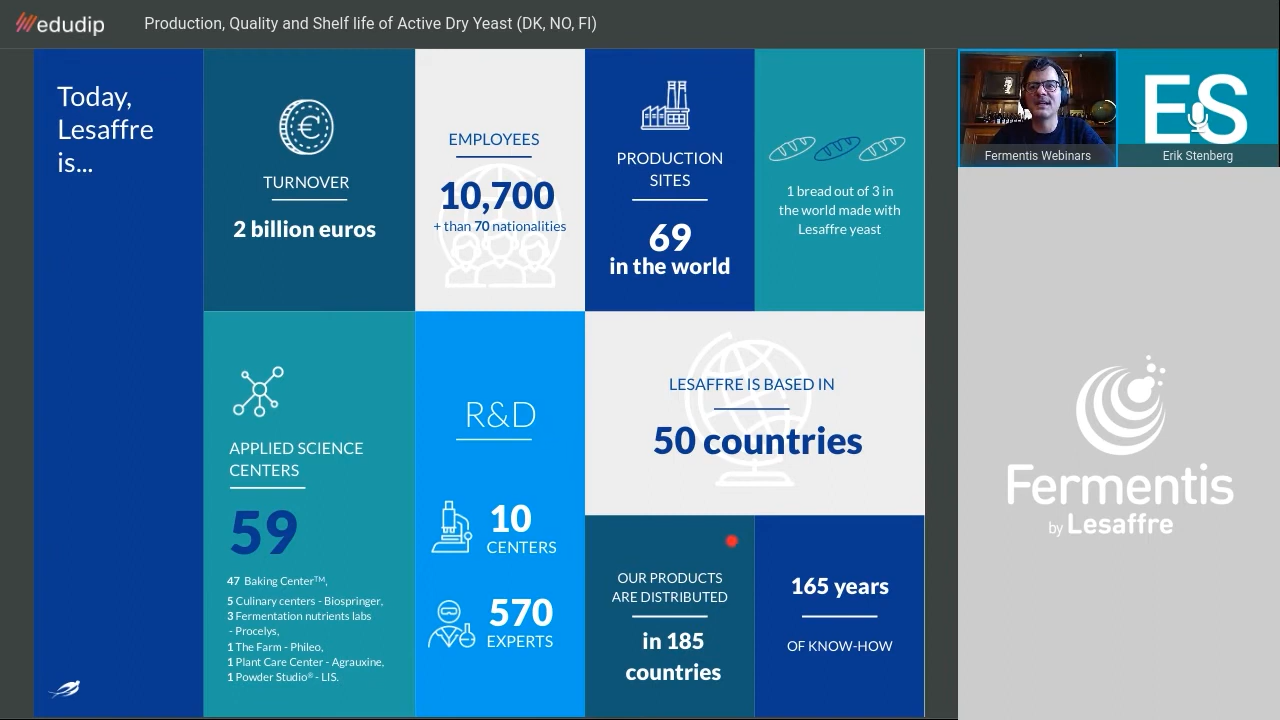 edudip
Production, Quality and Shelf life of Active Dry Yeast (DK, NO, FI)
Today,
Lesaffre
is...
TURNOVER
2 billion euros
EMPLOYEES
10,700
+ than 70 nationalities
PRODUCTION
SITES
69
in the world
1 bread out of 3 in
the world made with
Lesaffre yeast
APPLIED SCIENCE
CENTERS
59
47 Baking Center™,
5 Culinary centers - Biospringer,
3 Fermentation nutrients labs
- Procelys,
1 The Farm - Phileo,
1 Plant Care Center - Agrauxine,
1 Powder Studio® - LIS.
R&D
10
CENTERS
570
EXPERTS
LESAFFRE IS BASED IN
50 countries
OUR PRODUCTS
ARE DISTRIBUTED
in 185
countries
165 years
OF KNOW-HOW
Fermentis Webinars
ES
Erik Stenberg
Fermentis
by Lesaffre